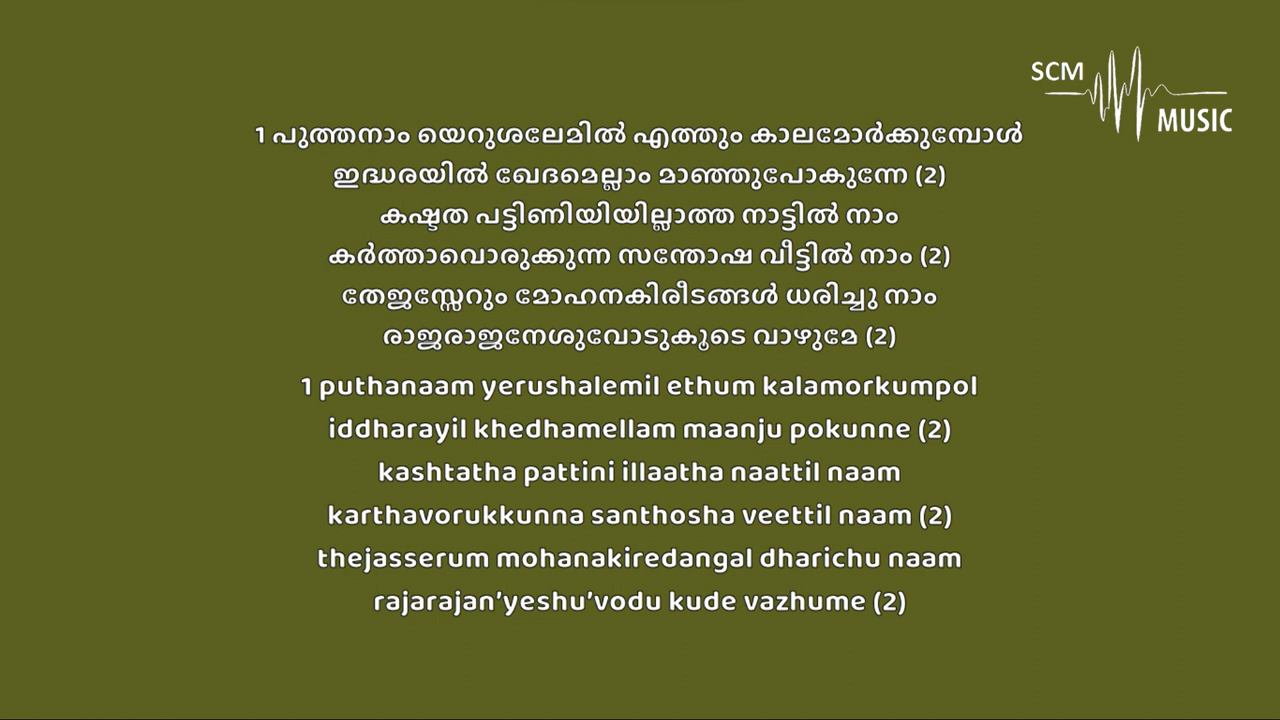 SCM
MUSIC
1 പുത്തനാം യെറുശലേമിൽ എത്തും കാലമോർക്കുമ്പോൾ
ഇദ്ധരയിൽ ഖേദമെല്ലാം മാഞ്ഞുപോകുന്നേ (2)
കഷ്ടത പട്ടിണിയിയില്ലാത്ത നാട്ടിൽ നാം
കർത്താവൊരുക്കുന്ന സന്തോഷ വീട്ടിൽ നാം (2)
തേജസ്സേറും മോഹനകിരീടങ്ങൾ ധരിച്ചു നാം
രാജരാജനേശുവോടുകൂടെ വാഴുമേ (2)
1 puthanaam yerushalemil ethum kalamorkumpol
iddharayil khedhamellam maanju pokunne (2)
kashtatha pattini illaatha naattil naam
karthavorukkunna santhosha veettil naam (2)
thejasserum mohanakiredangal dharichu naam
rajarajan’yeshu’vodu kude vazhume (2)